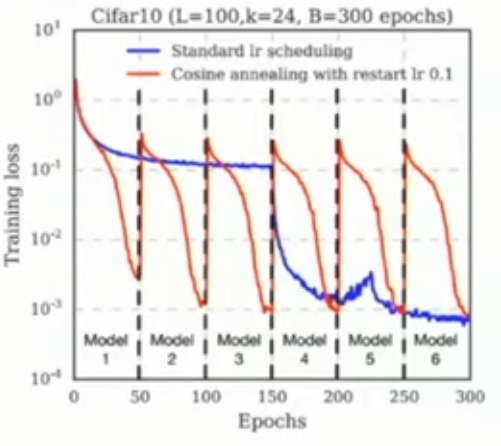 Cifar10 (L=100,k=24, B=300 epochs)
Standard lr scheduling
Cosine annealing with restart lr 0.1
Training loss
10^1
10^0
10^-1
10^-2
10^-3
10^-4
Model 1
Model 2
Model 3
Model 4
Model 5
Model 6
0 50 100 150 200 250 300
Epochs